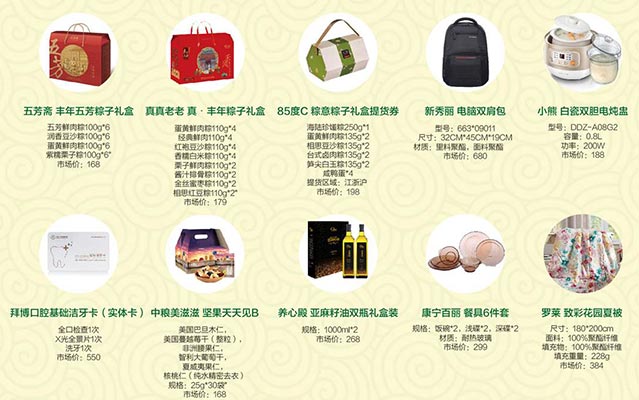 五芳
五芳斋 丰年五芳粽子礼盒
五芳鲜肉粽100g*6
润香豆沙粽100g*6
蛋黄鲜肉粽100g*6
紫糯栗子粽100g*6"
市场价：168
真真老老 真·丰年粽子礼盒
蛋黄鲜肉粽110g*4
经典鲜肉110g*4
红袍豆沙粽110g*4
香糯白米粽110g*4
栗子鲜肉粽110g*2
酱汁排骨粽110g*2
金丝蜜枣粽110g*2
相思红豆粽110g*2"
市场价：179
85度C 粽意粽子礼盒提货券
海陆珍馐粽250g*1
蛋黄鲜肉粽135g*2
相思豆沙粽135g*2
台式卤肉粽135g*2
笋尖白玉粽135g*2
咸鸭蛋*4
提货区域：江浙沪
市场价：198
新秀丽 电脑双肩包
型号：663*09011
尺寸：32CM*45CM*19CM
材质：里料聚酯，面料聚酯
市场价：680
小熊 白瓷双胆电炖盅
型号：DDZ-A08G2
容量：0.8L
功率：200W
市场价：188
拜博口腔基础洁牙卡（实体卡）
全口检查1次
X光全景片1次
洗牙1次
市场价：550
中粮美滋滋 坚果天天见B
美国巴旦木仁，
美国蔓越莓干（整粒），
非洲腰果仁，
智利大葡萄干，
夏威夷果仁，
核桃仁（纯水精密去衣）
规格：25g*30袋"
市场价：168
养心殿 亚麻籽油双瓶礼盒装
规格：1000ml*2
市场价：268
康宁百丽 餐具6件套
规格：饭碗*2，浅碟*2，深碟*2
材质：耐热玻璃
市场价：299
罗莱 致彩花园夏被
尺寸：180*200cm
面料：100%聚酯纤维
填充物：100%聚酯纤维
填充重量：228g
市场价：384